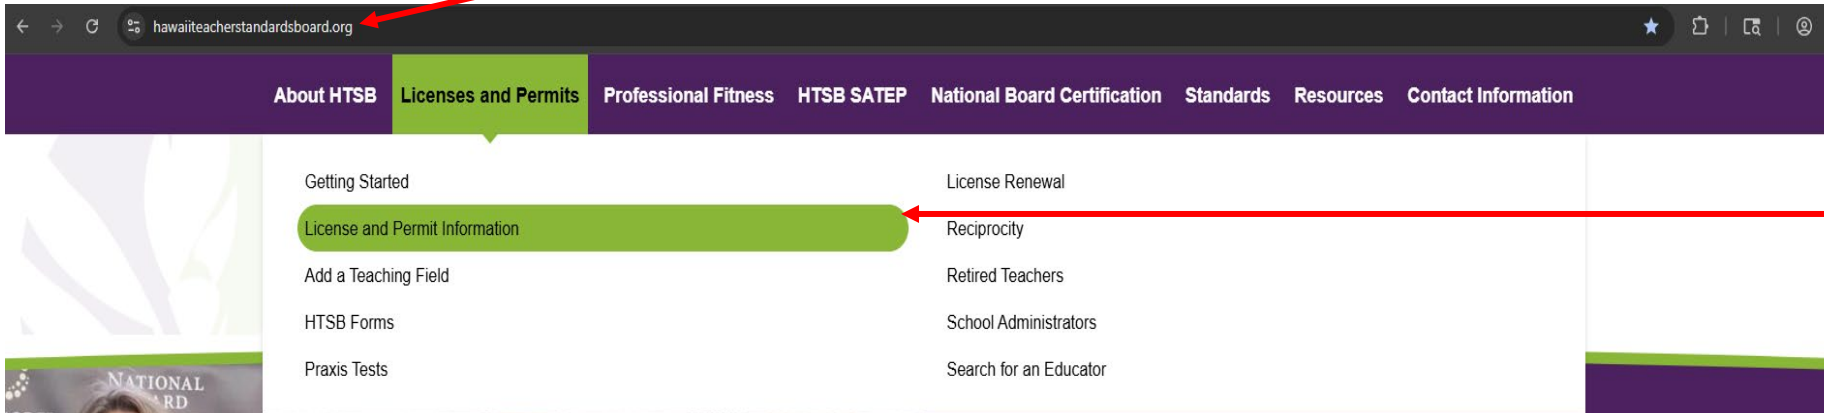 hawaiiteacherstandardsboard.org
About HTSB Licenses and Permits Professional Fitness HTSB SATEP National Board Certification Standards Resources Contact Information
Getting Started
License and Permit Information
Add a Teaching Field
HTSB Forms
Praxis Tests
License Renewal
Reciprocity
Retired Teachers
School Administrators
Search for an Educator
NATIONAL